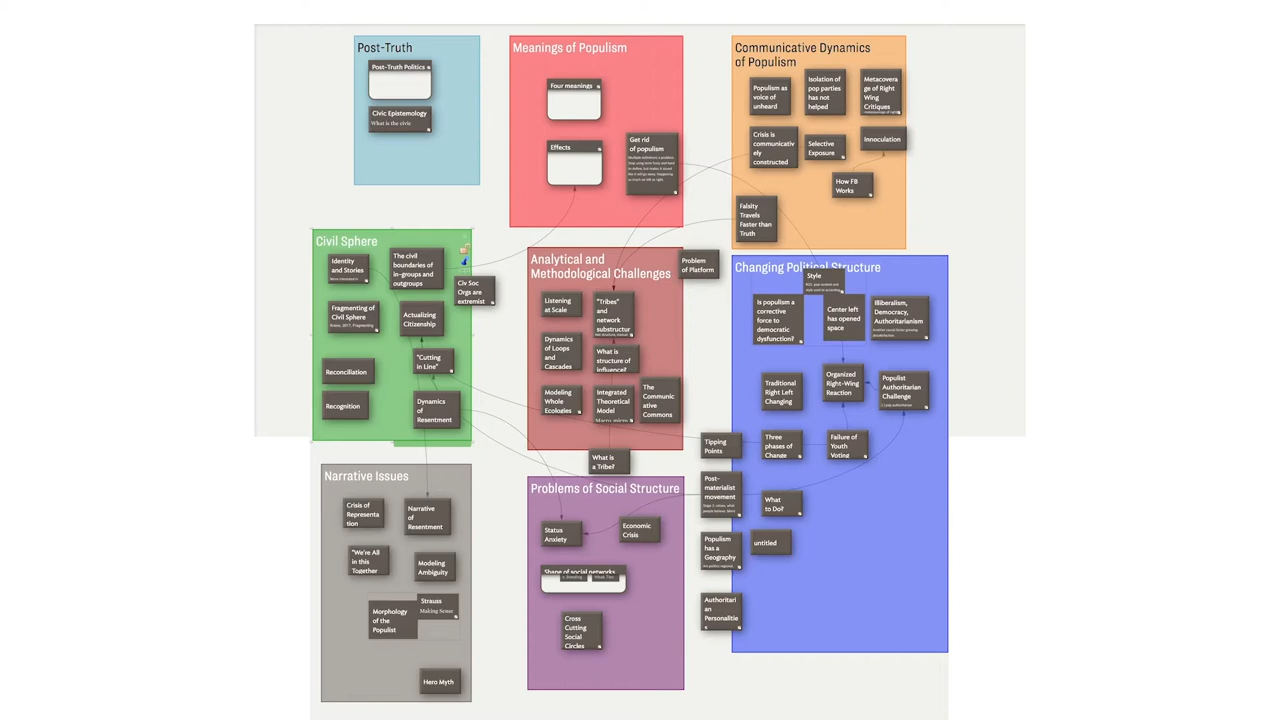 Post-Truth
Post-Truth Politics
Civic Epistemology
What is the civic
Meanings of Populism
Four meanings
Effects
Get rid
of populism
Communicative Dynamics
of Populism
Populism as
voice of
unheard
Isolation of
pop parties
has not
helped
Metacovera
ge of Right
Wing
Critiques
Crisis is
communicativ
ely
constructed
Selective
Exposure
Innoculation
How FB
Works
Falsity
Travels
Faster than
Truth
Civil Sphere
Identity
and Stories
The civil
boundaries of
in-groups and
outgroups
Civ Soc
Orgs are
extremist
Fragmenting of
Civil Sphere
Actualizing
Citizenship
"Cutting
in Line"
Reconciliation
Recognition
Dynamics
of
Resentment
Analytical and
Methodological Challenges
Problem
of Platform
Listening
at Scale
"Tribes"
and
network
substructur
Dynamics
of Loops
and
Cascades
What is
structure of
influence?
Modeling
Whole
Ecologies
Integrated
Theoretical
Model
Macro, micro
The
Communic
ative
Commons
What is
a Tribe?
Changing Political Structure
Style
Is populism a
corrective
force to
democratic
dysfunction?
Center left
has opened
space
Illiberalism,
Democracy,
Authoritarianism
Traditional
Right Left
Changing
Organized
Right-Wing
Reaction
Populist
Authoritarian
Challenge
Tipping
Points
Three
phases of
Change
Failure of
Youth
Voting
Post-
materialist
movement
What
to Do?
Populism
has a
Geography
untitled
Authoritari
an
Personalitie
s
Narrative Issues
Crisis of
Representa
tion
Narrative
of
Resentment
"We're All
in this
Together
Modeling
Ambiguity
Morphology
of the
Populist
Strauss
Making Sense
Hero Myth
Problems of Social Structure
Status
Anxiety
Economic
Crisis
Shape of social networks
Cross
Cutting
Social
Circles